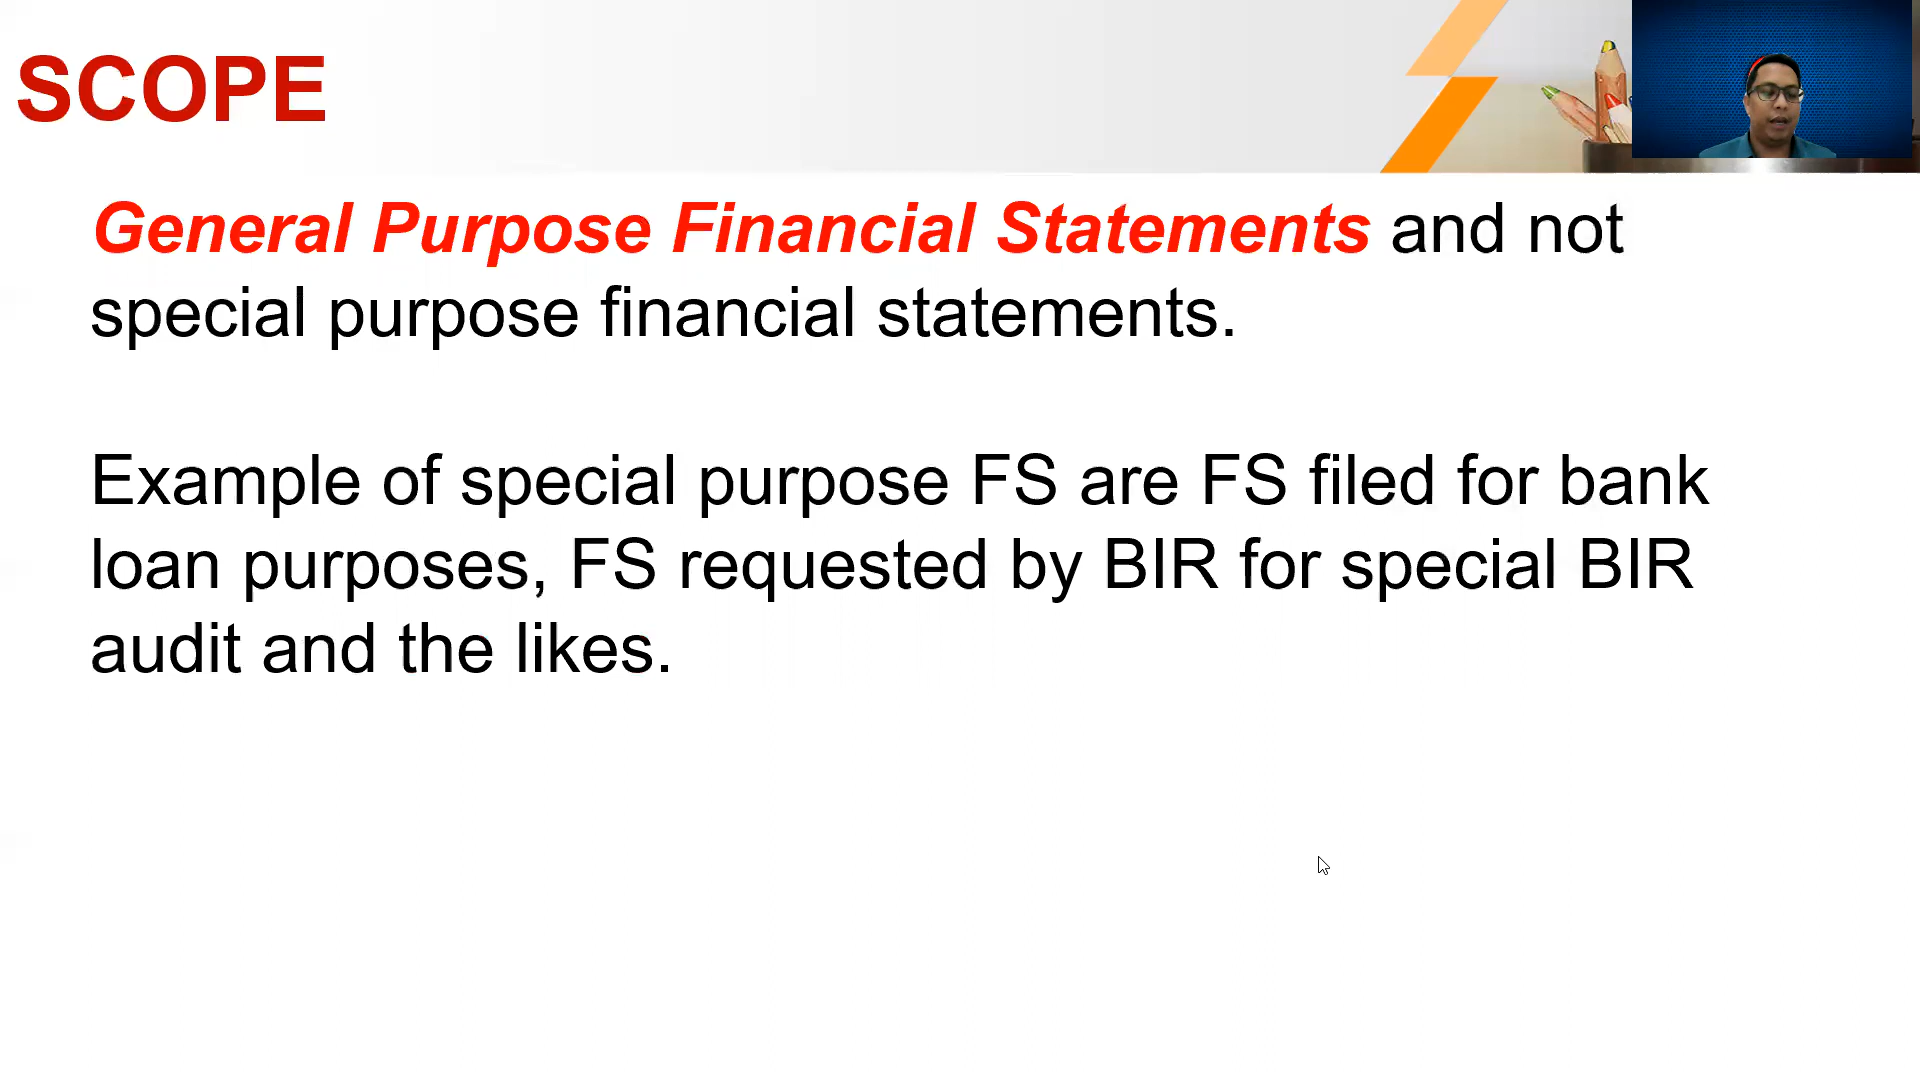 SCOPE
General Purpose Financial Statements and not
special purpose financial statements.
Example of special purpose FS are FS filed for bank
loan purposes, FS requested by BIR for special BIR
audit and the likes.